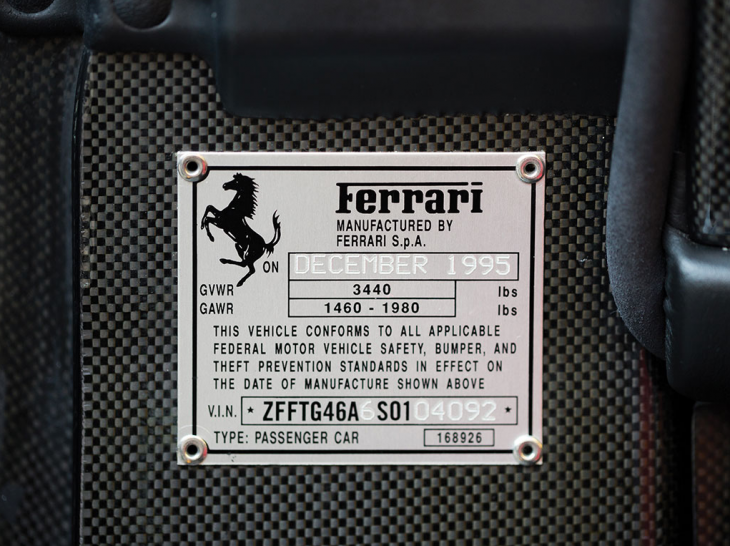 Ferrari
MANUFACTURED BY
FERRARI S.p.A.
ON DECEMBER 1995
GVWR 3440 lbs
GAWR 1460 - 1980 lbs
THIS VEHICLE CONFORMS TO ALL APPLICABLE
FEDERAL MOTOR VEHICLE SAFETY, BUMPER, AND
THEFT PREVENTION STANDARDS IN EFFECT ON
THE DATE OF MANUFACTURE SHOWN ABOVE
V.I.N. * ZFFTG46A6S0104092 *
TYPE: PASSENGER CAR 168926